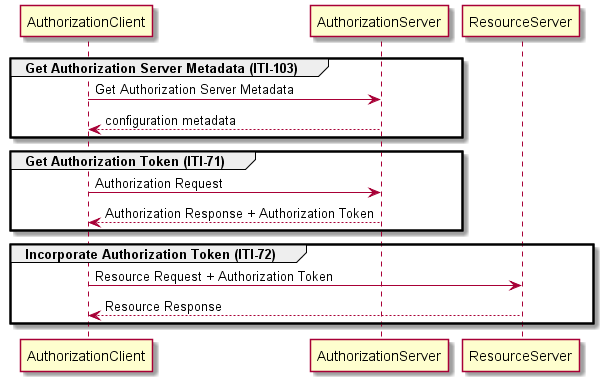 AuthorizationClient
AuthorizationServer
ResourceServer
Get Authorization Server Metadata (ITI-103)
Get Authorization Server Metadata
configuration metadata
Get Authorization Token (ITI-71)
Authorization Request
Authorization Response + Authorization Token
Incorporate Authorization Token (ITI-72)
Resource Request + Authorization Token
Resource Response
AuthorizationClient
AuthorizationServer
ResourceServer